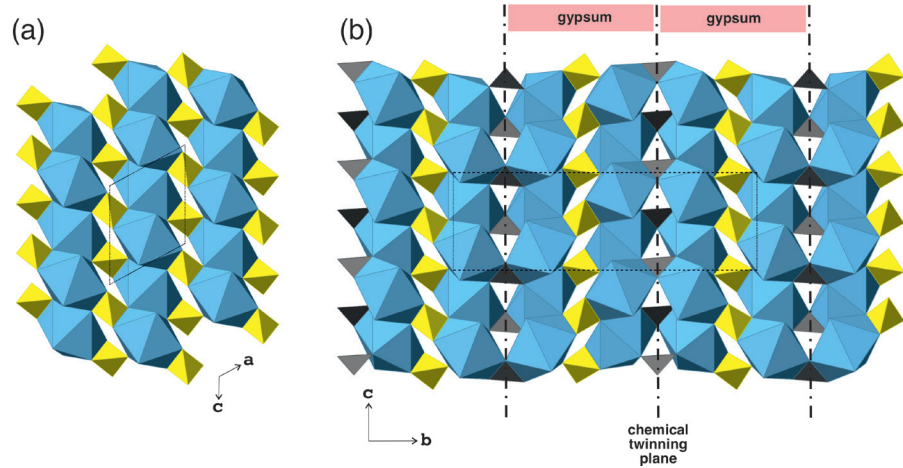 (a)
(b)
gypsum
gypsum
a
c
c
b
chemical
twinning
plane